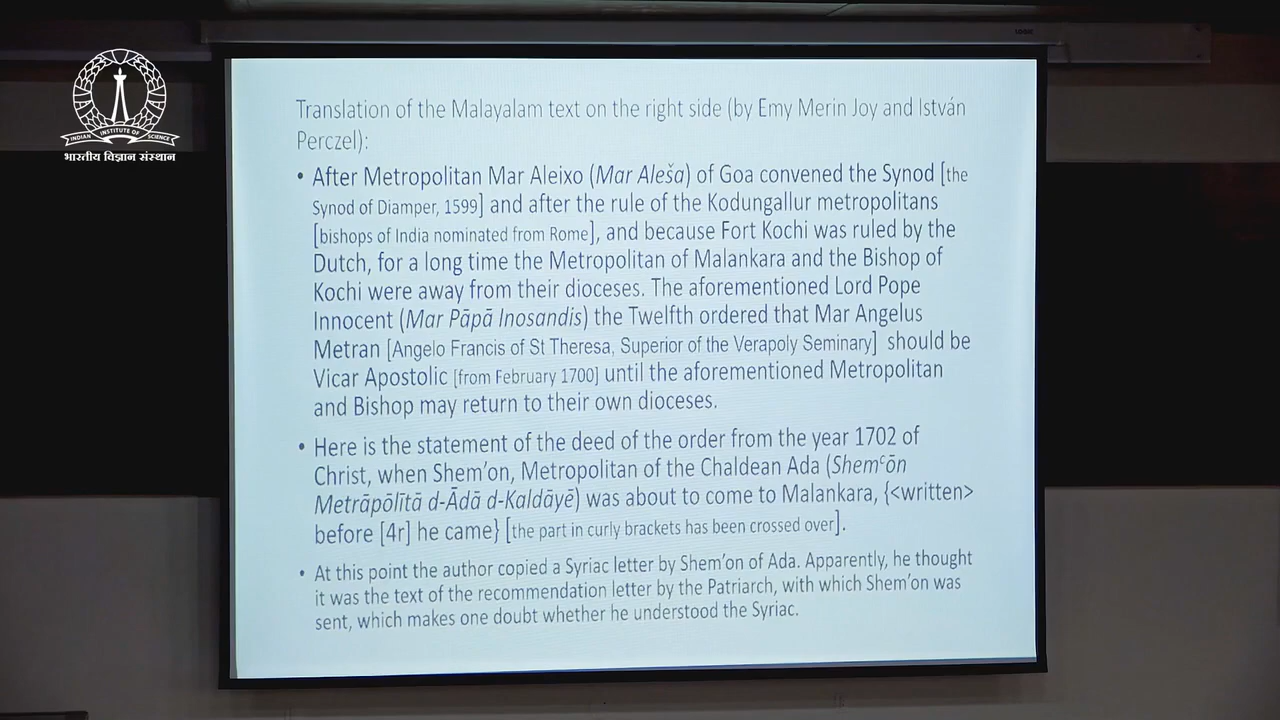 INDIAN INSTITUTE OF SCIENCE
भारतीय विज्ञान संस्थान
Translation of the Malayalam text on the right side (by Emy Merin Joy and István
Perczel):
• After Metropolitan Mar Aleixo (Mar Aleša) of Goa convened the Synod [the
Synod of Diamper, 1599] and after the rule of the Kodungallur metropolitans
[bishops of India nominated from Rome], and because Fort Kochi was ruled by the
Dutch, for a long time the Metropolitan of Malankara and the Bishop of
Kochi were away from their dioceses. The aforementioned Lord Pope
Innocent (Mar Pāpā Inosandis) the Twelfth ordered that Mar Angelus
Metran [Angelo Francis of St Theresa, Superior of the Verapoly Seminary] should be
Vicar Apostolic [from February 1700] until the aforementioned Metropolitan
and Bishop may return to their own dioceses.
• Here is the statement of the deed of the order from the year 1702 of
Christ, when Shem’on, Metropolitan of the Chaldean Ada (Shemʿōn
Metrāpōlītā d-Ādā d-Kaldāyē) was about to come to Malankara, {<written>
before [4r] he came} [the part in curly brackets has been crossed over].
• At this point the author copied a Syriac letter by Shem’on of Ada. Apparently, he thought
it was the text of the recommendation letter by the Patriarch, with which Shem’on was
sent, which makes one doubt whether he understood the Syriac.